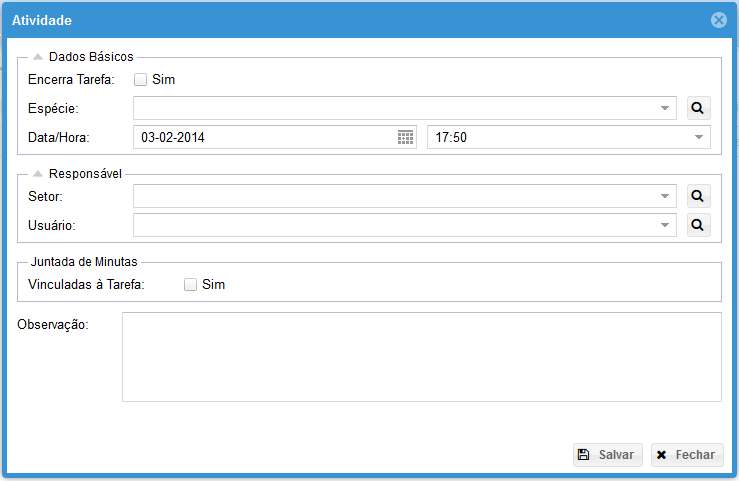 Atividade
Dados Básicos
Encerra Tarefa: Sim
Espécie:
Data/Hora: 03-02-2014 17:50
Responsável
Setor:
Usuário:
Juntada de Minutas
Vinculadas à Tarefa: Sim
Observação:
Salvar Fechar